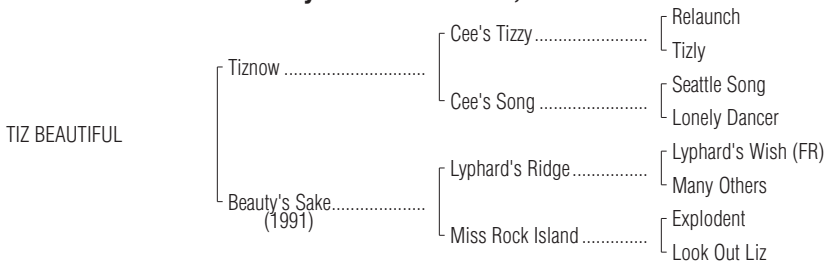 Relaunch
Cee's Tizzy
Tizly
Tiznow
Seattle Song
Cee's Song
Lonely Dancer
TIZ BEAUTIFUL
Lyphard's Wish (FR)
Lyphard's Ridge
Many Others
Beauty's Sake
(1991)
Explodent
Miss Rock Island
Look Out Liz